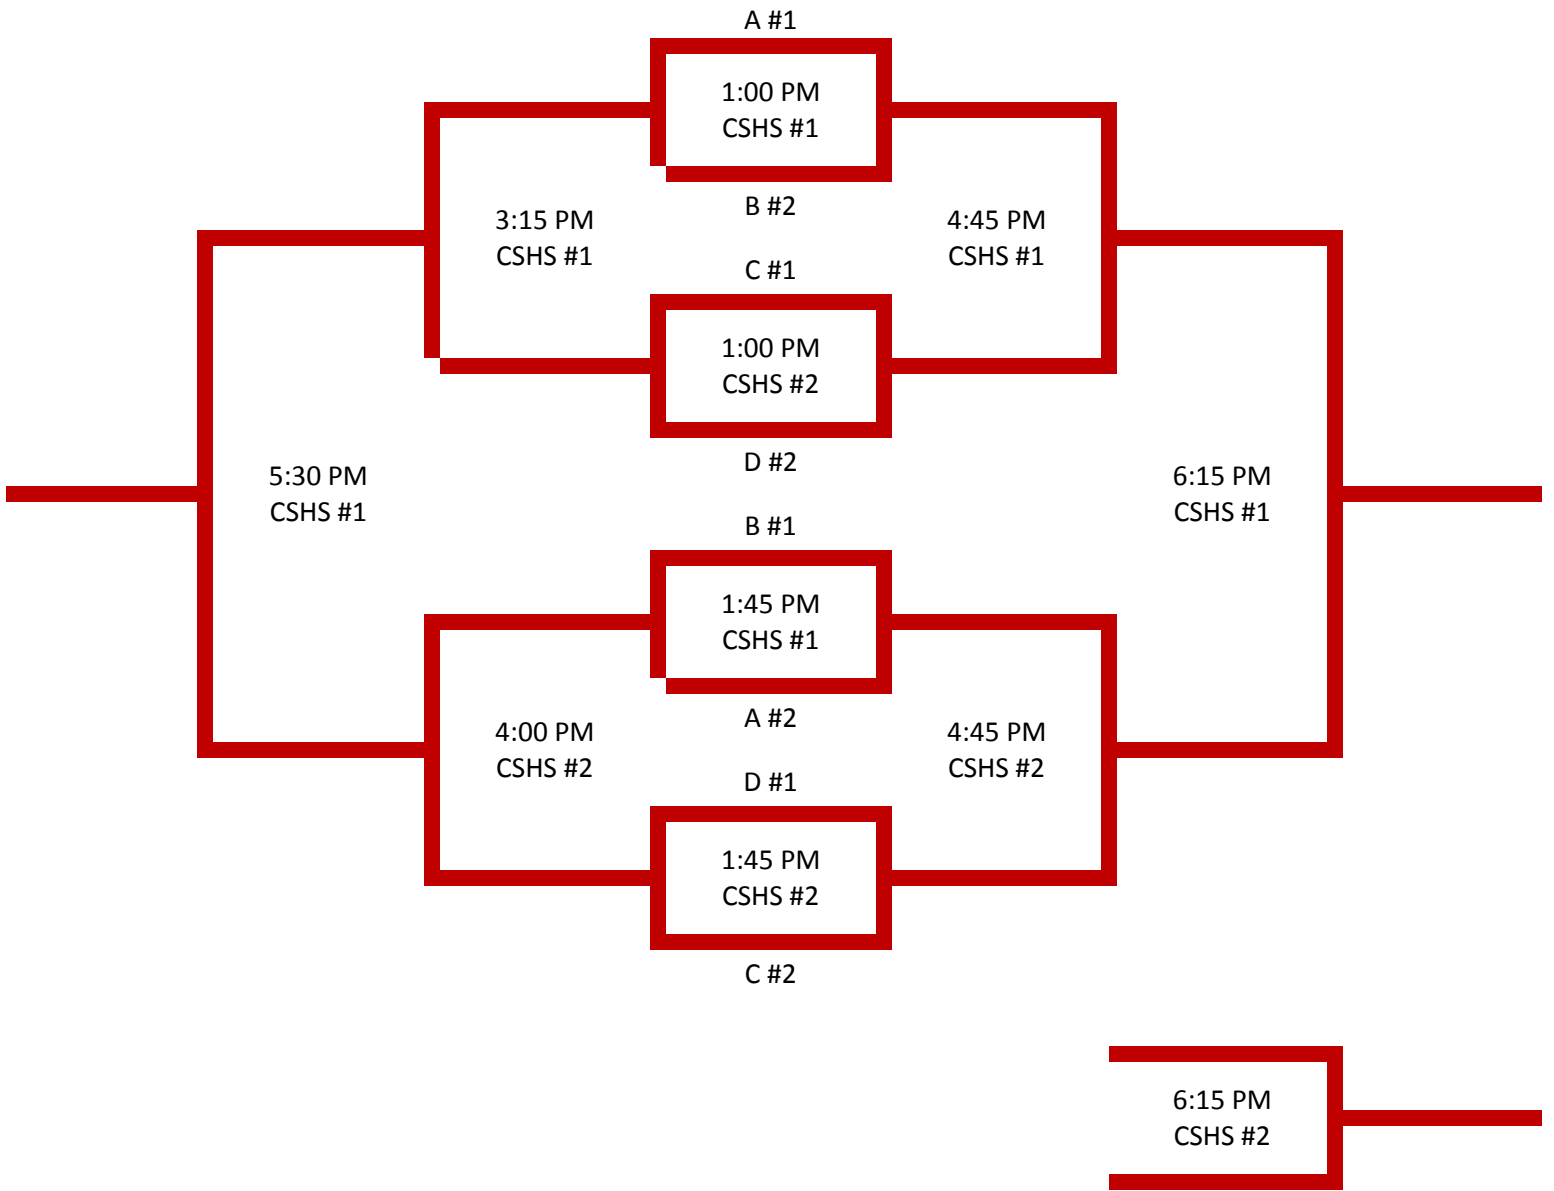 A #1
1:00 PM
CSHS #1
B #2
3:15 PM
CSHS #1
4:45 PM
CSHS #1
C #1
1:00 PM
CSHS #2
D #2
5:30 PM
CSHS #1
6:15 PM
CSHS #1
B #1
1:45 PM
CSHS #1
A #2
4:00 PM
CSHS #2
4:45 PM
CSHS #2
D #1
1:45 PM
CSHS #2
C #2
6:15 PM
CSHS #2